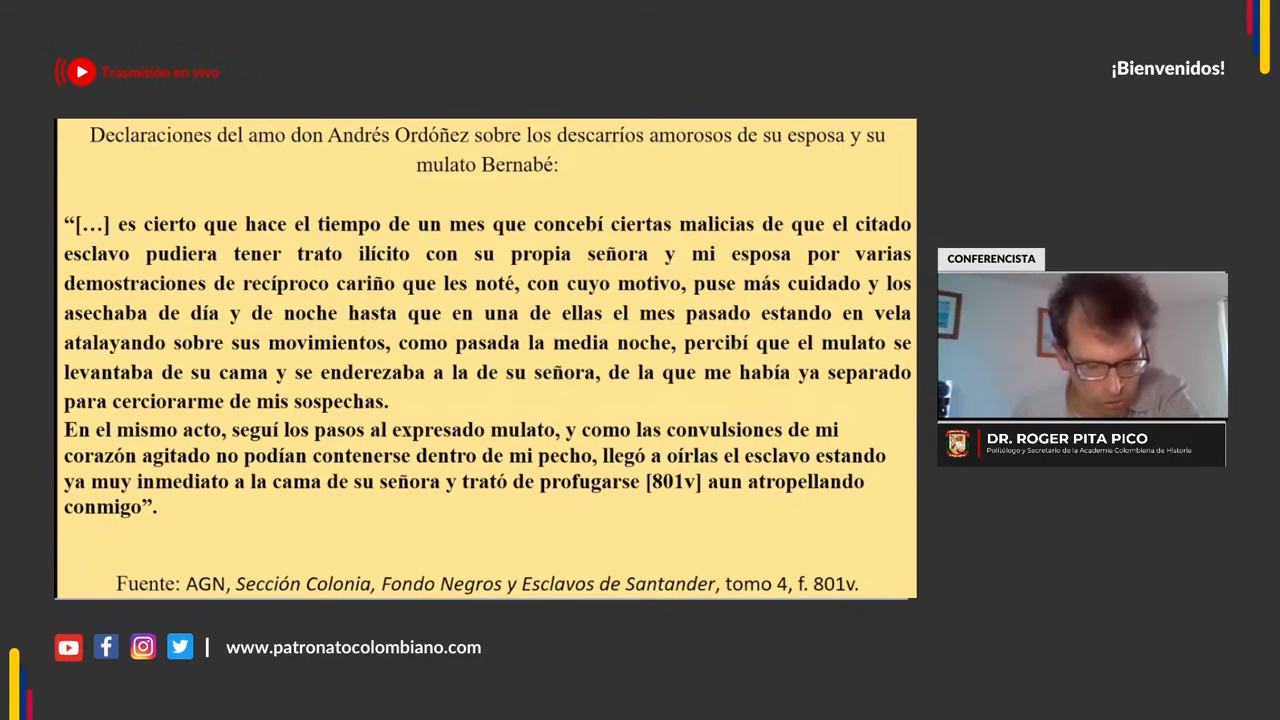 Trasmisión en vivo
¡Bienvenidos!
Declaraciones del amo don Andrés Ordóñez sobre los descarríos amorosos de su esposa y su
mulato Bernabé:
“[…] es cierto que hace el tiempo de un mes que concebí ciertas malicias de que el citado
esclavo pudiera tener trato ilícito con su propia señora y mi esposa por varias
demostraciones de recíproco cariño que les noté, con cuyo motivo, puse más cuidado y los
asechaba de día y de noche hasta que en una de ellas el mes pasado estando en vela
atalayando sobre sus movimientos, como pasada la media noche, percibí que el mulato se
levantaba de su cama y se enderezaba a la de su señora, de la que me había ya separado
para cerciorarme de mis sospechas.
En el mismo acto, seguí los pasos al expresado mulato, y como las convulsiones de mi
corazón agitado no podían contenerse dentro de mi pecho, llegó a oírlas el esclavo estando
ya muy inmediato a la cama de su señora y trató de profugarse [801v] aun atropellando
conmigo”.
Fuente: AGN, Sección Colonia, Fondo Negros y Esclavos de Santander, tomo 4, f. 801v.
CONFERENCISTA
DR. ROGER PITA PICO
Politólogo y Secretario de la Academia Colombiana de Historia
www.patronatocolombiano.com